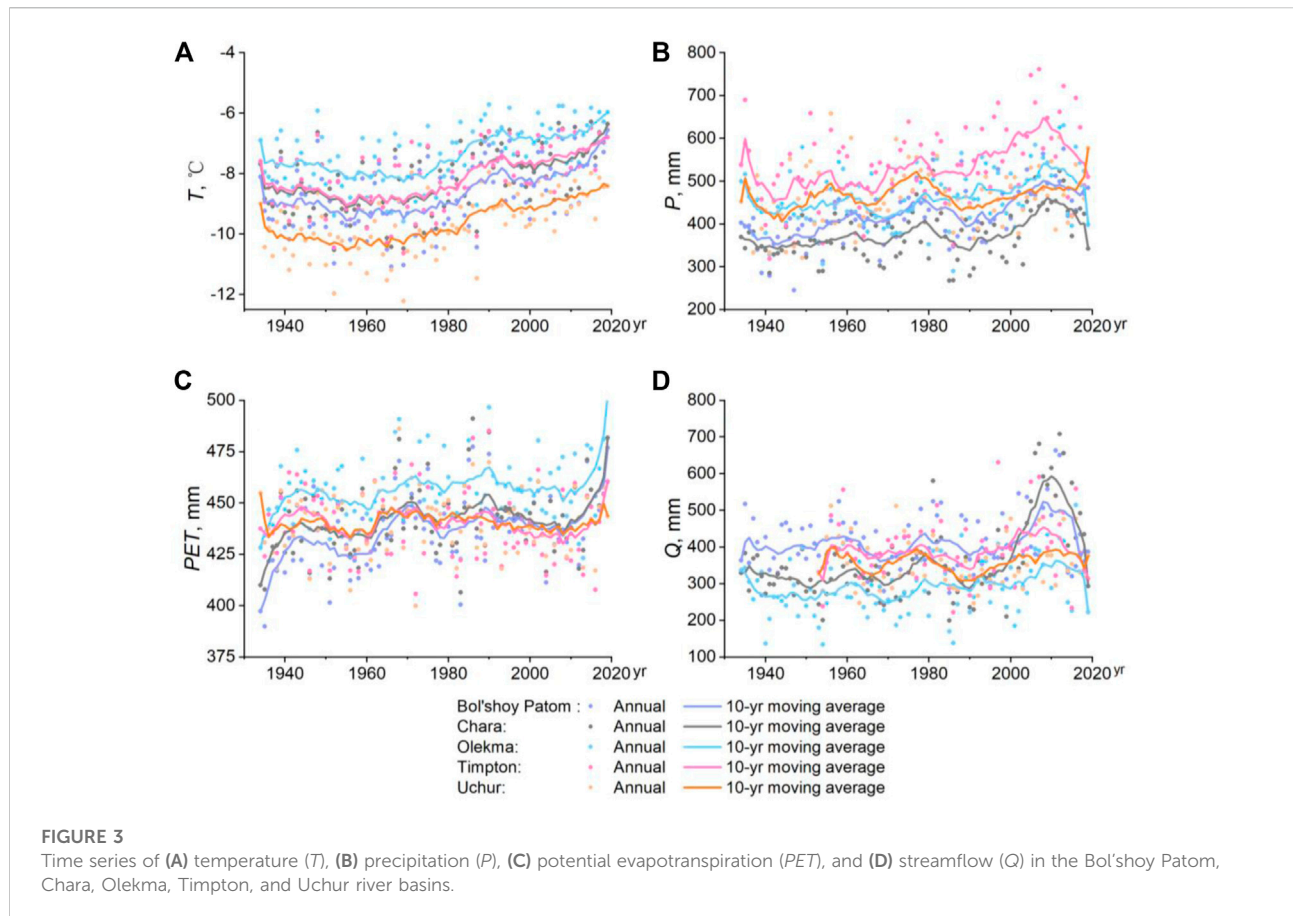 A
B
-4
-6
-8
-10
-12
T, ℃
1940
1960
1980
2000
2020 yr
800
700
600
500
400
300
200
P, mm
1940
1960
1980
2000
2020 yr
C
D
500
475
450
425
400
375
PET, mm
1940
1960
1980
2000
2020 yr
800
700
600
500
400
300
200
100
Q, mm
1940
1960
1980
2000
2020 yr
Bol'shoy Patom : Annual 10-yr moving average
Chara: Annual 10-yr moving average
Olekma: Annual 10-yr moving average
Timpton: Annual 10-yr moving average
Uchur: Annual 10-yr moving average
FIGURE 3
Time series of (A) temperature (T), (B) precipitation (P), (C) potential evapotranspiration (PET), and (D) streamflow (Q) in the Bol'shoy Patom,
Chara, Olekma, Timpton, and Uchur river basins.